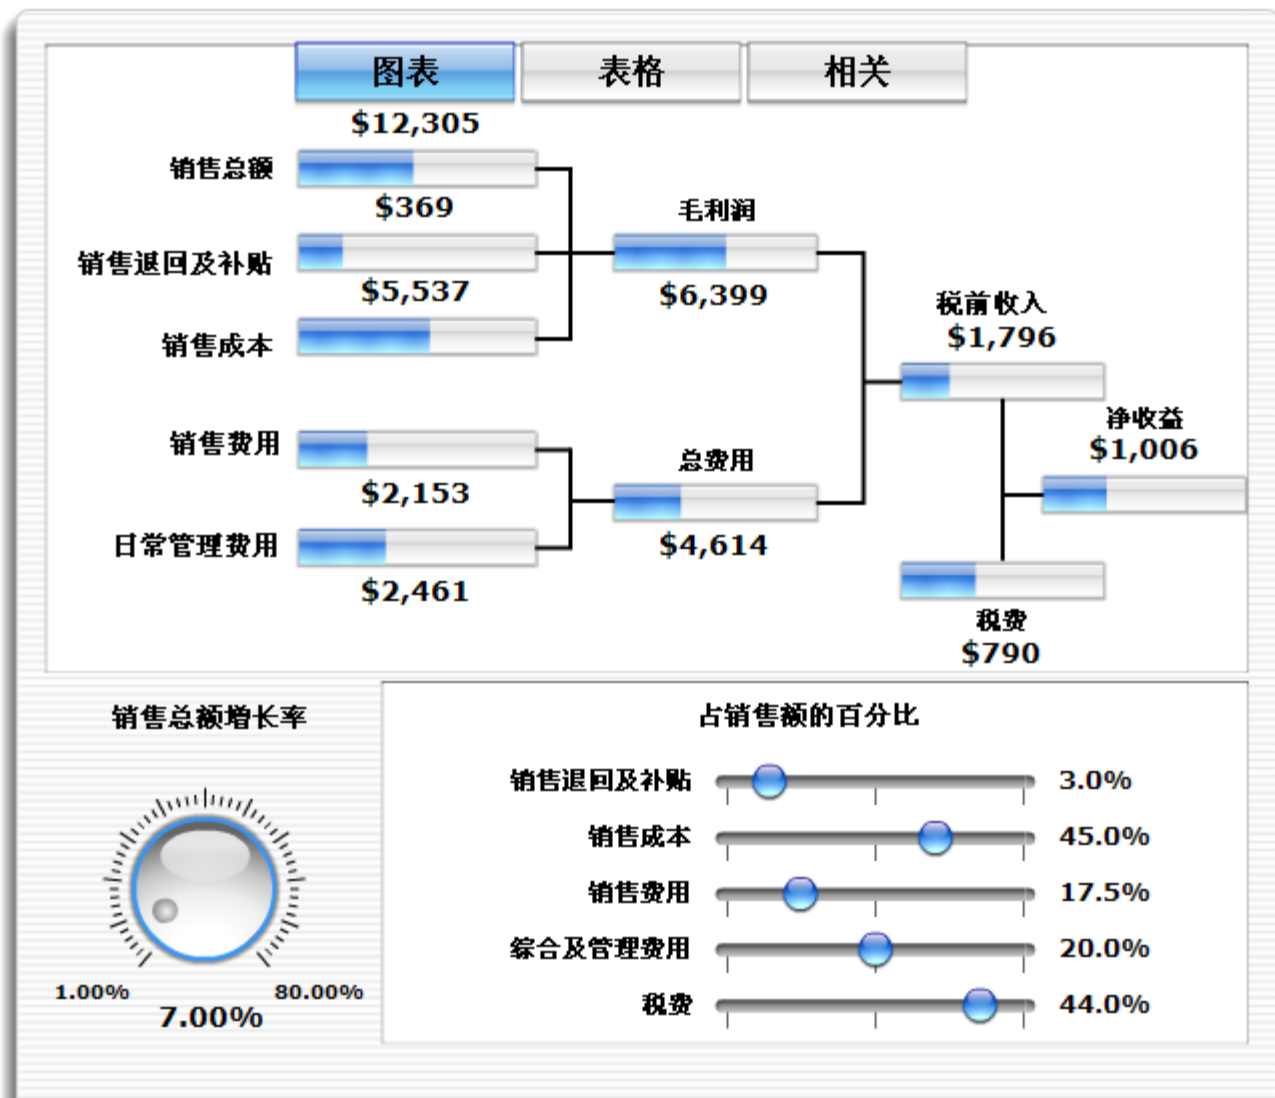 图表 表格 相关
$12,305
销售总额
$369
销售退回及补贴
$5,537
销售成本
毛利润
$6,399
税前收入
$1,796
净收益
$1,006
销售费用
$2,153
总费用
$4,614
日常管理费用
$2,461
税费
$790
销售总额增长率
1.00% 80.00%
7.00%
占销售额的百分比
销售退回及补贴 3.0%
销售成本 45.0%
销售费用 17.5%
综合及管理费用 20.0%
税费 44.0%